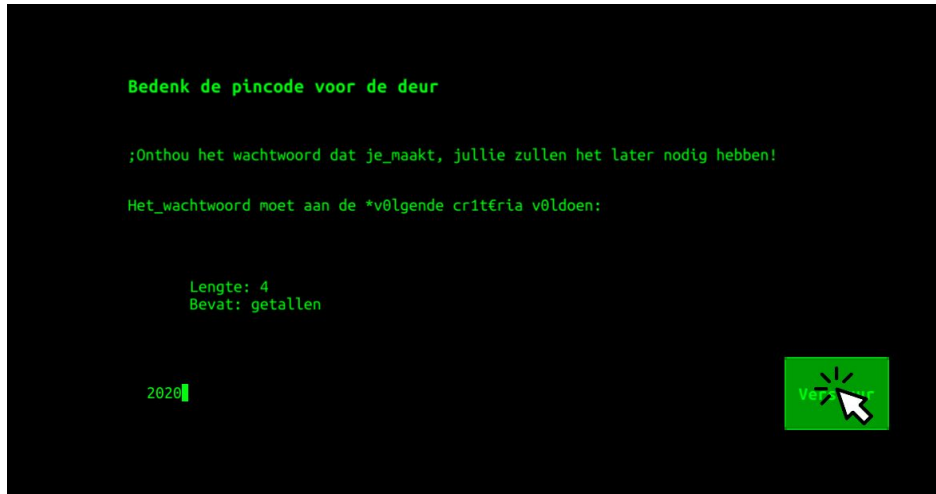 Bedenk de pincode voor de deur
;Onthou het wachtwoord dat je_maakt, jullie zullen het later nodig hebben!
Het_wachtwoord moet aan de *v0lgende cr1t€ria v0ldoen:
Lengte: 4
Bevat: getallen
2020